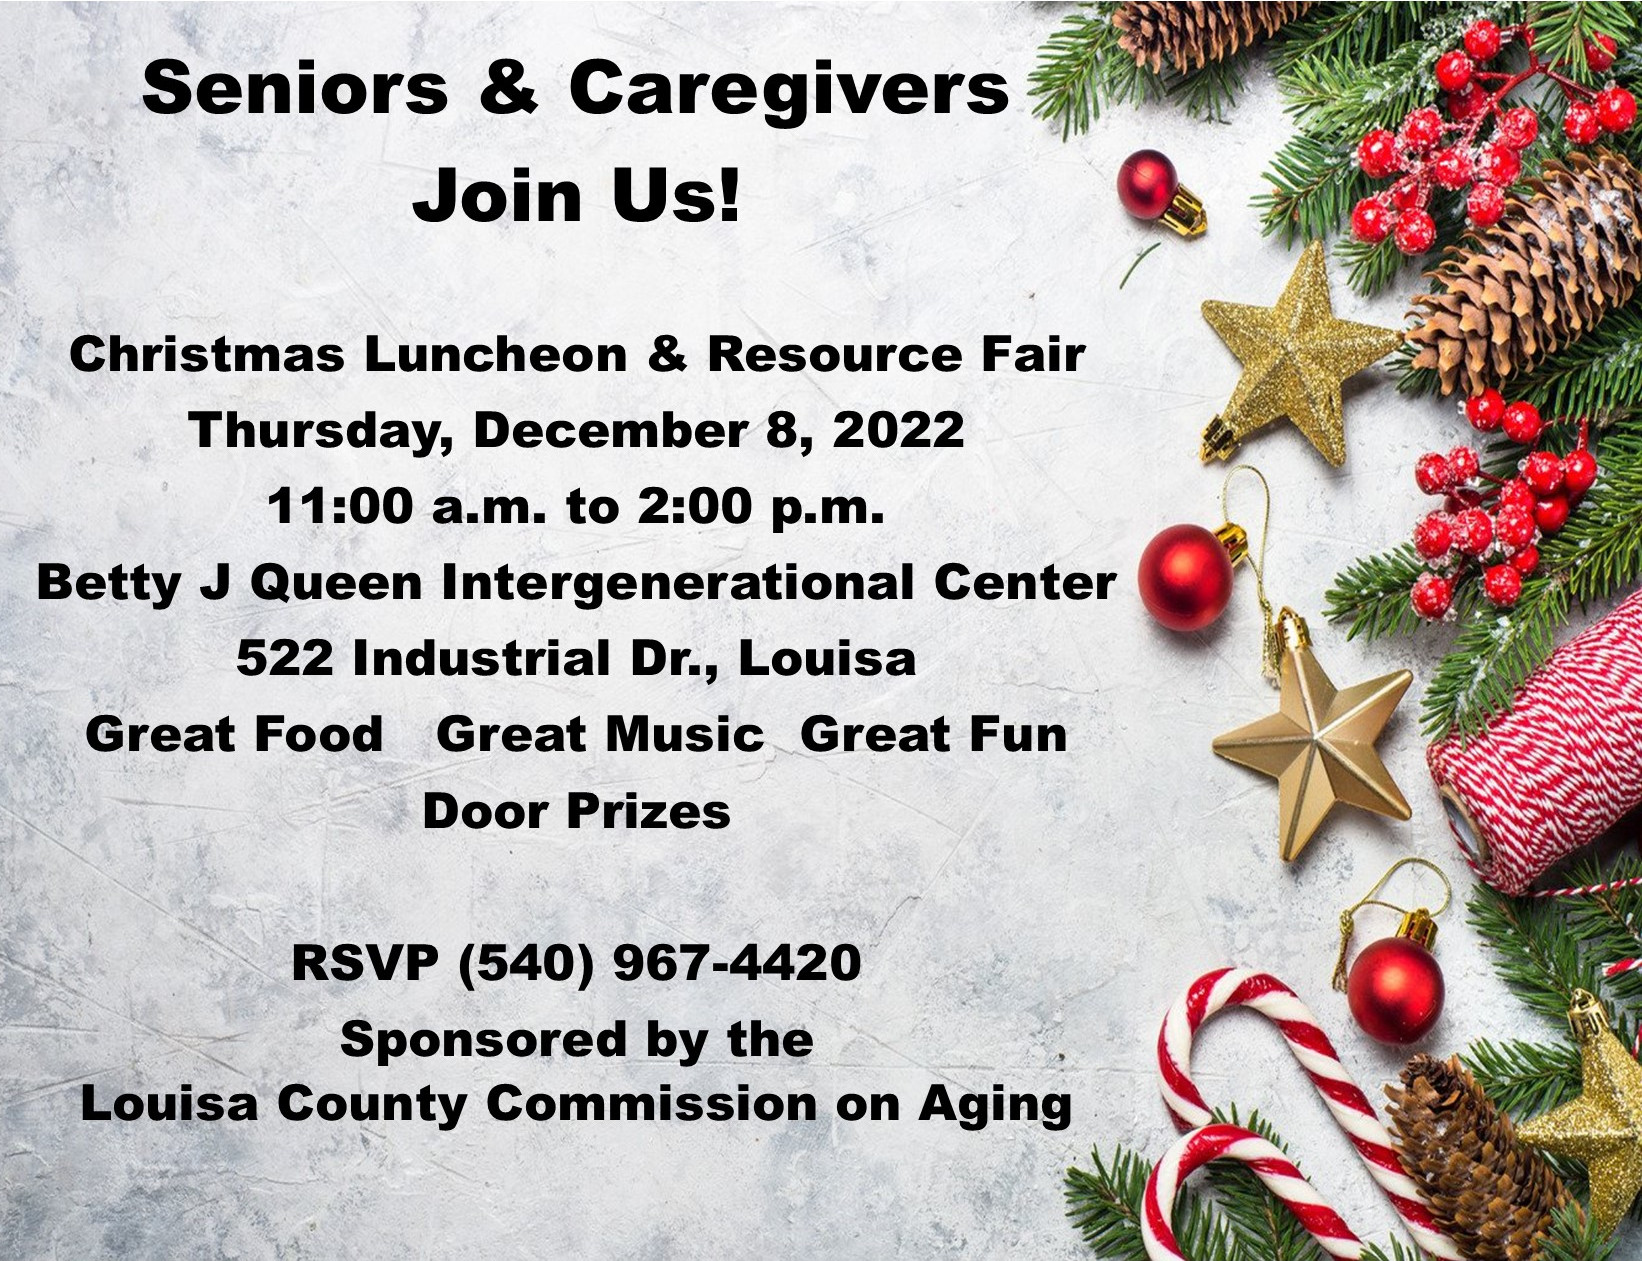 Seniors & Caregivers
Join Us!
Christmas Luncheon & Resource Fair
Thursday, December 8, 2022
11:00 a.m. to 2:00 p.m.
Betty J Queen Intergenerational Center
522 Industrial Dr., Louisa
Great Food   Great Music  Great Fun
Door Prizes
RSVP (540) 967-4420
Sponsored by the
Louisa County Commission on Aging